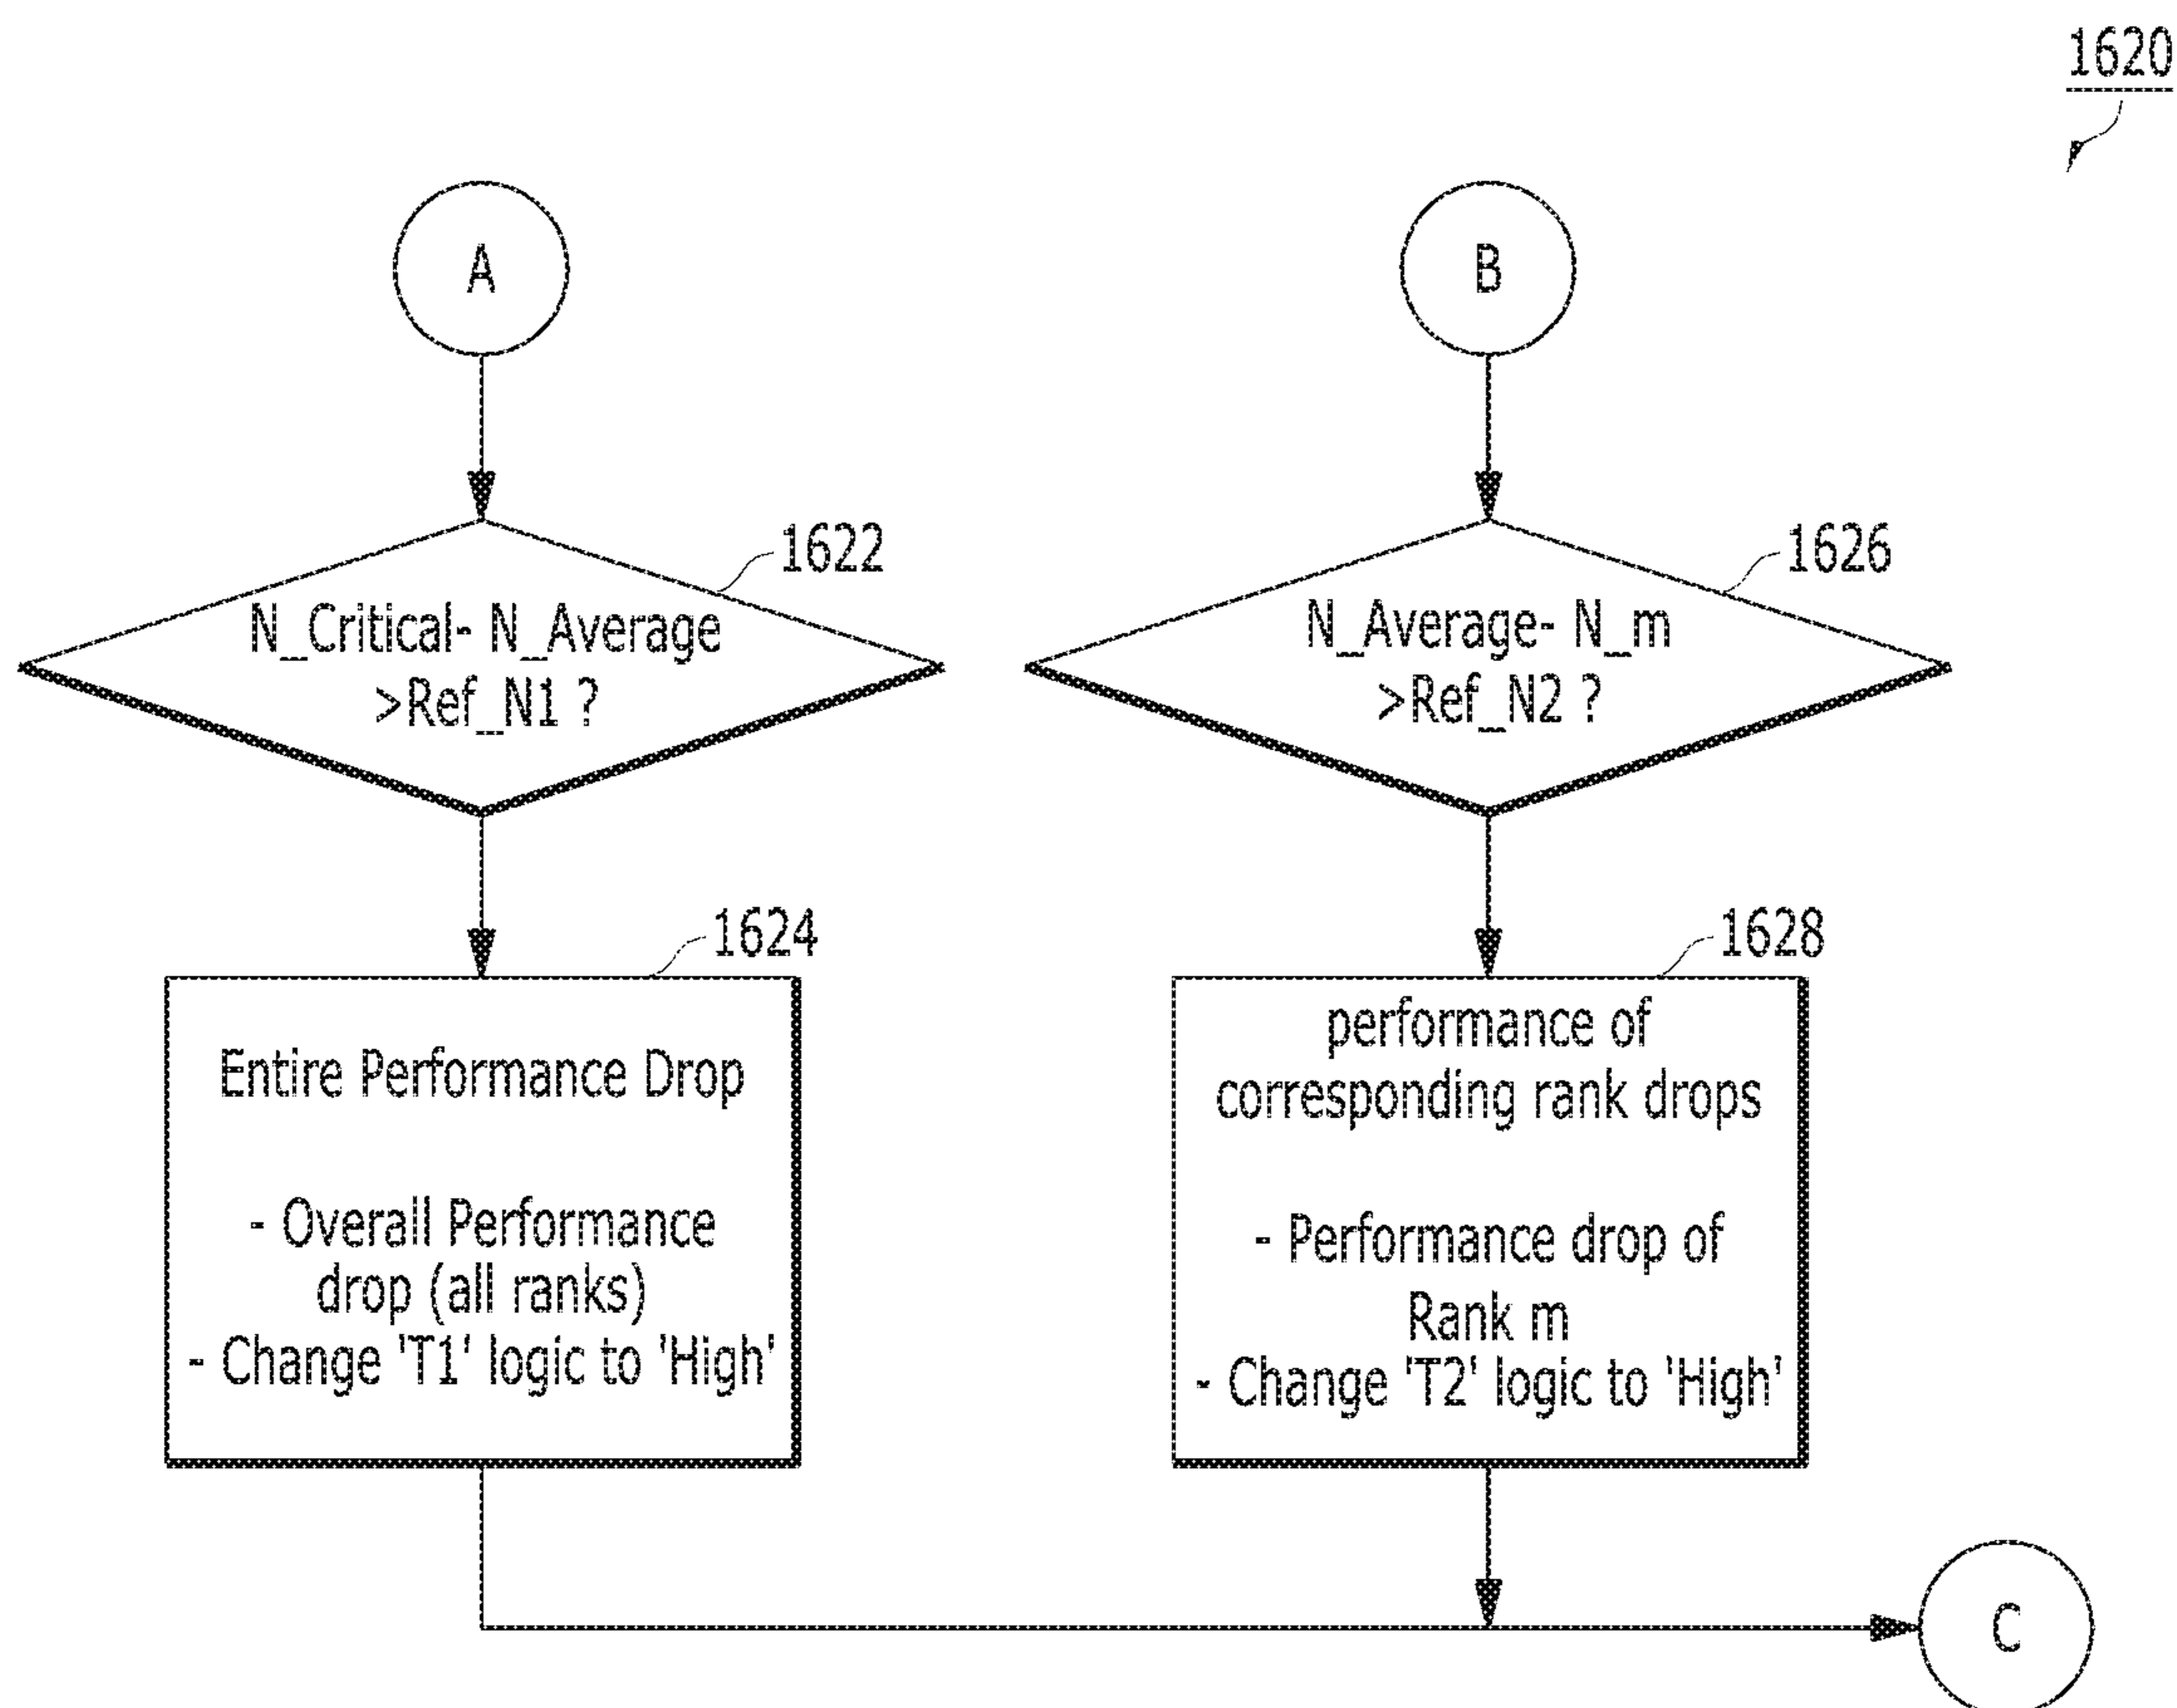 1620
A
B
1622
N_Critical- N_Average
>Ref_N1 ?
1626
N_Average- N_m
>Ref_N2 ?
1624
Entire Performance Drop
- Overall Performance
drop (all ranks)
- Change 'T1' logic to 'High'
1628
performance of
corresponding rank drops
- Performance drop of
Rank m
- Change 'T2' logic to 'High'
C